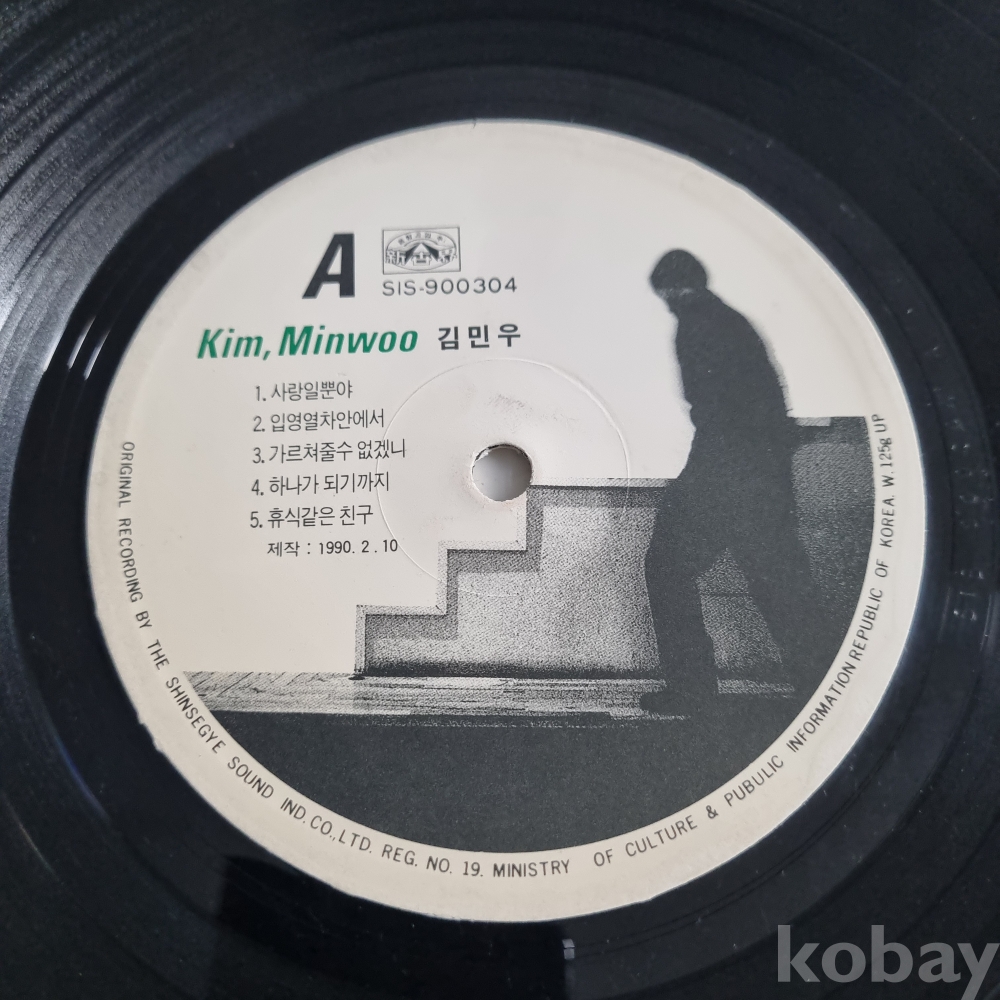 A
SIS-900304
Kim, Minwoo 김민우
1. 사랑일뿐야
2. 입영열차안에서
3. 가르쳐줄수 없겠니
4. 하나가 되기까지
5. 휴식같은 친구
제작 : 1990. 2. 10
ORIGINAL RECORDING BY THE SHINSEGYE SOUND IND.CO.,LTD. REG. NO. 19. MINISTRY OF CULTURE & PUBULIC INFORMATION REPUBLIC OF KOREA. W. 125g UP
kobay